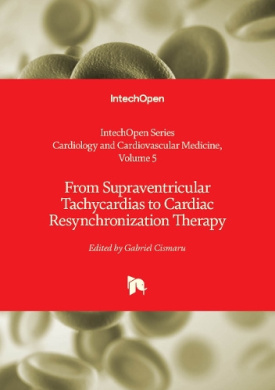 IntechOpen
IntechOpen Series
Cardiology and Cardiovascular Medicine,
Volume 5
From Supraventricular
Tachycardias to Cardiac
Resynchronization Therapy
Edited by Gabriel Cismaru